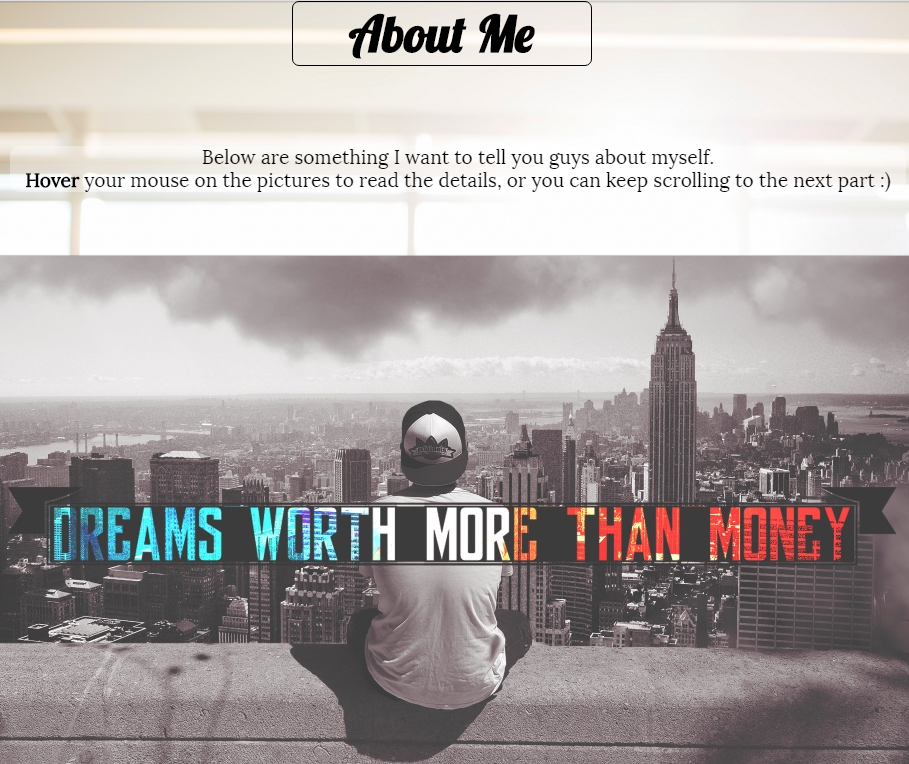 About Me
Below are something I want to tell you guys about myself.
Hover your mouse on the pictures to read the details, or you can keep scrolling to the next part :)
DREAMS WORTH MORE THAN MONEY